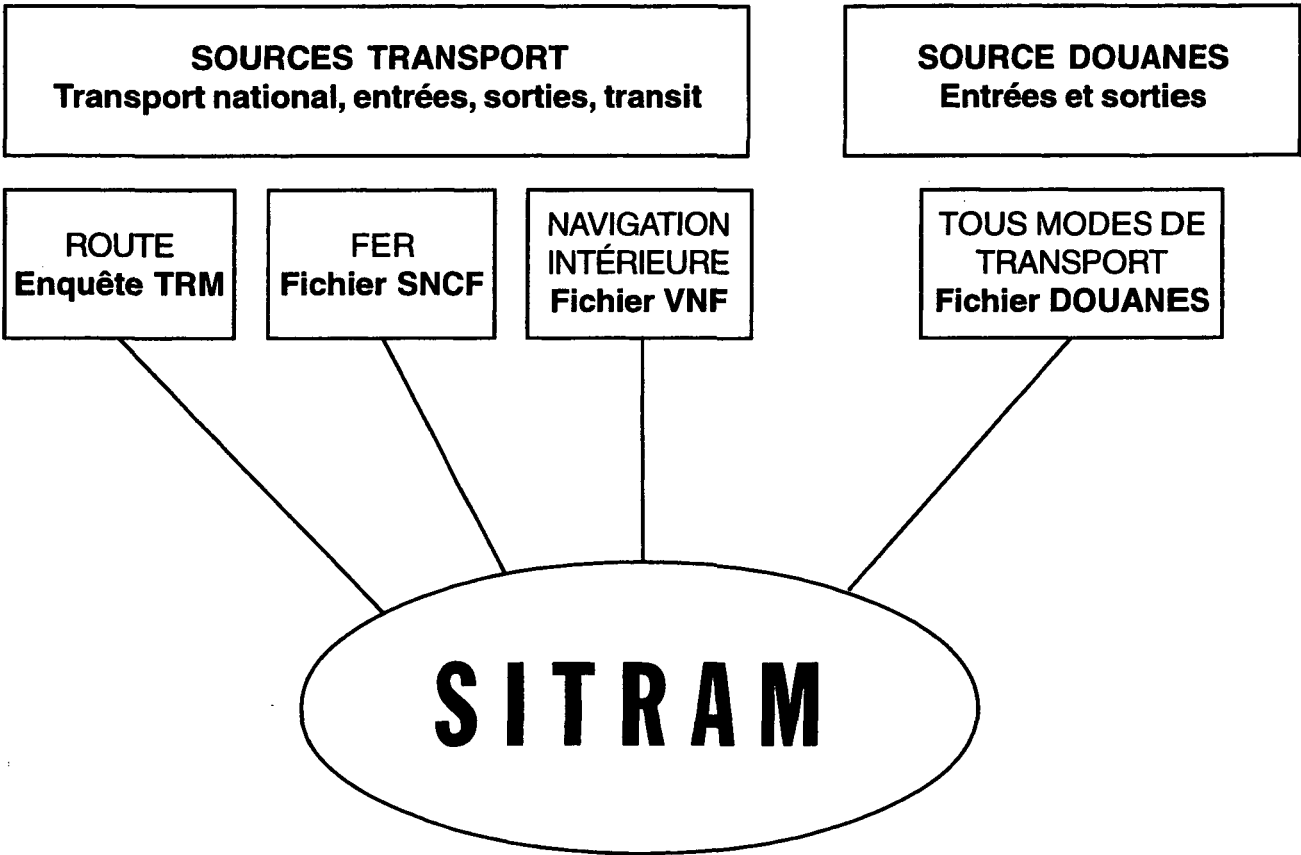 SOURCES TRANSPORT
Transport national, entrées, sorties, transit
SOURCE DOUANES
Entrées et sorties
ROUTE
Enquête TRM
FER
Fichier SNCF
NAVIGATION
INTÉRIEURE
Fichier VNF
TOUS MODES DE
TRANSPORT
Fichier DOUANES
SITRAM